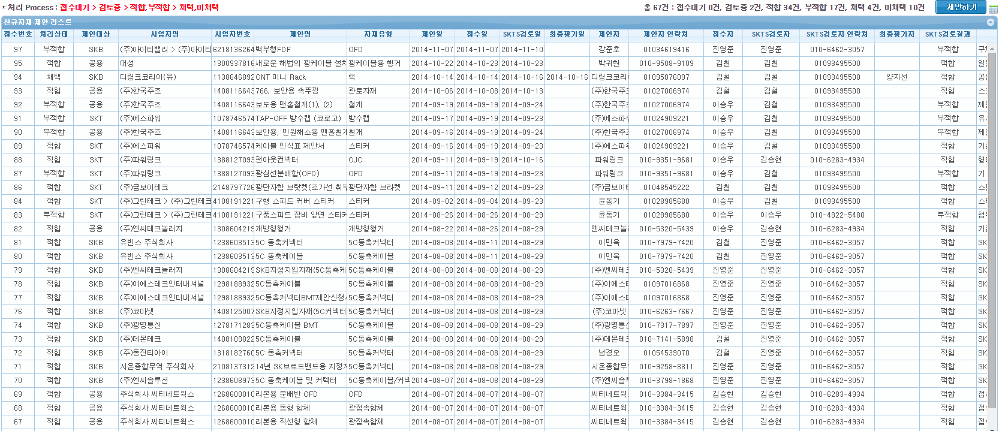 * 처리 Process : 접수대기 > 검토중 > 적합,부적합 > 채택,미채택
총 67건 : 접수대기 0건, 검토중 2건, 적합 34건, 부적합 17건, 채택 4건, 미채택 10건 제안하기
신규자재 제안 리스트
접수번호 처리상태 제안대상 사업자명 사업자번호 제안명 자재유형 제안일 접수일 SKTS검토일 최종평가일 제안자 제안자 연락처 접수자 SKTS검토자 SKTS검토자 연락처 최종평가자 SKTS검토결과
97 부적합 SKB (주)아이티밸리 > (주)아이티 6218136264 벽부형FDF OFD 2014-11-07 2014-11-07 2014-11-10 강준호 01034619416 진영준 진영준 010-6462-3057 부적합 구
95 적합 공용 대성 1300937816 새로운 해법의 광케이블 설치 광케이블용 행거 2014-10-22 2014-10-23 2014-10-23 박귀현 010-9508-9109 김철 김철 01093495500 적합 일
94 채택 SKB 디링크코리아(유) 1138646892 ONT 미니 Rack 랙 2014-10-14 2014-10-14 2014-10-16 2014-10-16 디링크코리 01095076097 김철 김철 01093495500 양지선 적합 공
93 적합 공용 (주)한국주조 1408116643 766, 보안용 속뚜껑 관로자재 2014-10-06 2014-10-08 2014-10-13 (주)한국주조 01027006974 김철 김철 01093495500 적합 스
92 부적합 공용 (주)한국주조 1408116643 보도용 맨홀철개(1), (2) 철개 2014-09-19 2014-09-19 2014-09-24 (주)한국주조 01027006974 이승우 김철 01093495500 부적합 제
91 부적합 SKT (주)에스파워 1078746574 TAP-OFF 방수캡 (코로고) 방수캡 2014-09-17 2014-09-19 2014-09-23 (주)에스파워 01024909221 이승우 김철 01093495500 부적합 유
90 부적합 공용 (주)한국주조 1408116643 보안용, 민원해소용 맨홀철개 철개 2014-09-16 2014-09-19 2014-09-24 (주)한국주조 01027006974 이승우 김철 01093495500 부적합 제
89 적합 SKT (주)에스파워 1078746574 케이블 인식표 제안서 스티커 2014-09-16 2014-09-19 2014-09-23 (주)에스파워 01024909221 이승우 김철 01093495500 적합 기
88 적합 SKT (주)파워링크 1388127093 팬아웃컨넥터 OJC 2014-09-11 2014-09-19 2014-10-16 파워링크 010-9351-9681 이승우 김승현 010-6283-4934 적합 형
87 부적합 SKT (주)파워링크 1388127093 광심선분배함(OFD) OFD 2014-09-11 2014-09-19 2014-09-23 파워링크 010-9351-9681 이승우 김철 01093495500 부적합 기
86 적합 SKT (주)금보이테크 2148797726 광단자함 브랏켓(조가선 취부 광단자함 브라켓 2014-09-11 2014-09-12 2014-09-23 (주)금보이테 01048545222 김철 김철 01093495500 적합 스
84 적합 SKT (주)그린테크 > (주)그린테크 4108191221 구형 스피드 커버 스티커 스티커 2014-09-02 2014-09-04 2014-09-23 윤동기 01028985680 이승우 김철 01093495500 적합 스
83 부적합 SKT (주)그린테크 > (주)그린테크 4108191221 구품스피드 장비 앞면 스티커 스티커 2014-08-26 2014-08-26 2014-08-29 윤동기 01028985680 이승우 이승우 010-4822-5480 부적합 첨
82 적합 공용 (주)엔씨테크놀러지 1308604219 개방형행거 개방형행거 2014-08-22 2014-08-26 2014-08-29 엔씨테크놀 010-5320-5439 이승우 김승현 010-6283-4934 적합 기
81 적합 SKB 유빈스 주식회사 1238603513 5C 동축커넥터 5C동축커넥터 2014-08-08 2014-08-11 2014-08-29 이민욱 010-7979-7420 김철 진영준 010-6462-3057 적합 SK
80 적합 SKB 유빈스 주식회사 1238603513 5C 동축케이블 5C동축케이블 2014-08-08 2014-08-11 2014-08-29 이민욱 010-7979-7420 김철 진영준 010-6462-3057 적합 SK
79 적합 SKB (주)엔씨테크놀러지 1308604219 SKB지정지입자재(5C동축케 5C동축케이블 2014-08-08 2014-08-08 2014-08-29 (주)엔씨테크 010-5320-5439 진영준 진영준 010-6462-3057 적합 SK
78 적합 SKB (주)이에스테크인터내셔널 1298188932 5C동축케이블 5C동축케이블 2014-08-08 2014-08-08 2014-08-29 (주)이에스테 01097016868 진영준 진영준 010-6462-3057 적합 SK
77 적합 SKB (주)이에스테크인터내셔널 1298188932 5C동축커넥터BMT제안신청서 5C동축커넥터 2014-08-08 2014-08-08 2014-08-29 (주)이에스테 01097016868 진영준 진영준 010-6462-3057 적합 SK
76 적합 SKB (주)코마넷 1408125007 SKB지정지입자재(5C커넥터 5C동축커넥터 2014-08-08 2014-08-08 2014-08-29 (주)코마넷 010-6263-7667 진영준 진영준 010-6462-3057 적합 SK
74 적합 SKB (주)광명통신 1278171283 5C동축케이블 BMT 5C동축케이블 2014-08-08 2014-08-08 2014-08-29 (주)광명통신 010-7317-7897 진영준 진영준 010-6462-3057 적합 SK
73 적합 SKB (주)데몬테크 1408109822 5C동축케이블 5C동축케이블 2014-08-08 2014-08-08 2014-08-29 (주)데몬테크 010-7141-5898 김철 진영준 010-6462-3057 적합 SK
72 적합 SKB (주)동진티아이 1318182760 5C 동축커넥터 5C동축커넥터 2014-08-08 2014-08-08 2014-08-29 남경오 01054539070 김철 진영준 010-6462-3057 적합 SK
71 적합 SKB 시온종합무역 주식회사 2108137312 14년 SK브로드밴드용 지정지 5C동축커넥터 2014-08-08 2014-08-08 2014-08-29 시온종합무역 010-9258-8811 진영준 진영준 010-6462-3057 적합 SK
70 적합 SKB (주)엔씨솔루션 1238608973 5C 동축케이블 및 커텍터 5C동축케이블/커넥 2014-08-07 2014-08-08 2014-08-29 (주)엔씨솔루 010-3798-1868 진영준 진영준 010-6462-3057 적합 SK
69 적합 공용 주식회사 씨티네트웍스 1268600010 리본용 분배반 OFD OFD 2014-08-07 2014-08-07 2014-08-07 씨티네트웍 010-3384-3415 김승현 김승현 010-6283-4934 적합 접
68 적합 공용 주식회사 씨티네트웍스 1268600010 리본용 돔형 함체 광접속함체 2014-08-07 2014-08-07 2014-08-07 씨티네트웍 010-3384-3415 김승현 김승현 010-6283-4934 적합 접
67 적합 공용 주식회사 씨티네트웍스 1268600010 리본용 직선형 함체 광접속함체 2014-08-07 2014-08-07 2014-08-07 씨티네트웍 010-3384-3415 김승현 김승현 010-6283-4934 적합 접